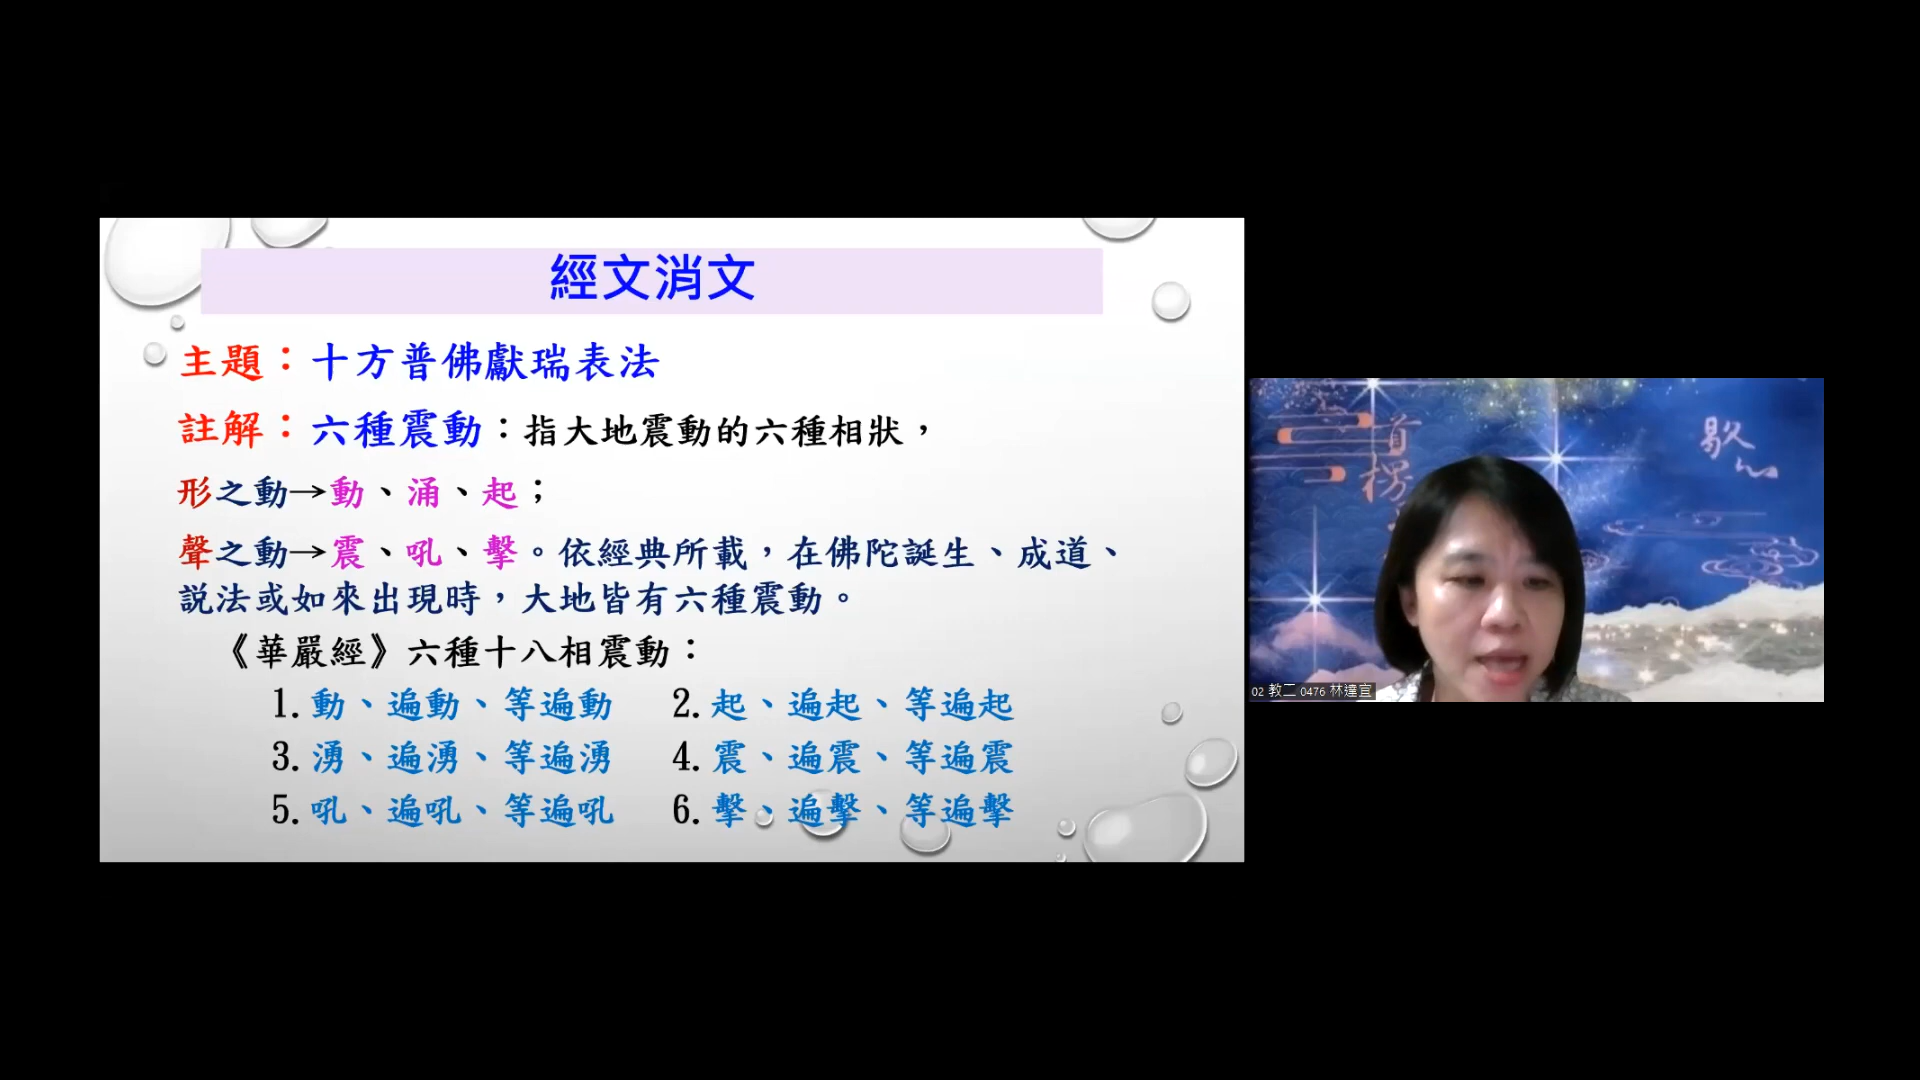 經文消文
主題：十方普佛獻瑞表法
註解：六種震動：指大地震動的六種相狀，
形之動→動、涌、起；
聲之動→震、吼、擊。依經典所載，在佛陀誕生、成道、
說法或如來出現時，大地皆有六種震動。
《華嚴經》六種十八相震動：
1.動、遍動、等遍動 2.起、遍起、等遍起
3.湧、遍湧、等遍湧 4.震、遍震、等遍震
5.吼、遍吼、等遍吼 6.擊、遍擊、等遍擊
首楞
歇心
02 教二 0476 林達宜